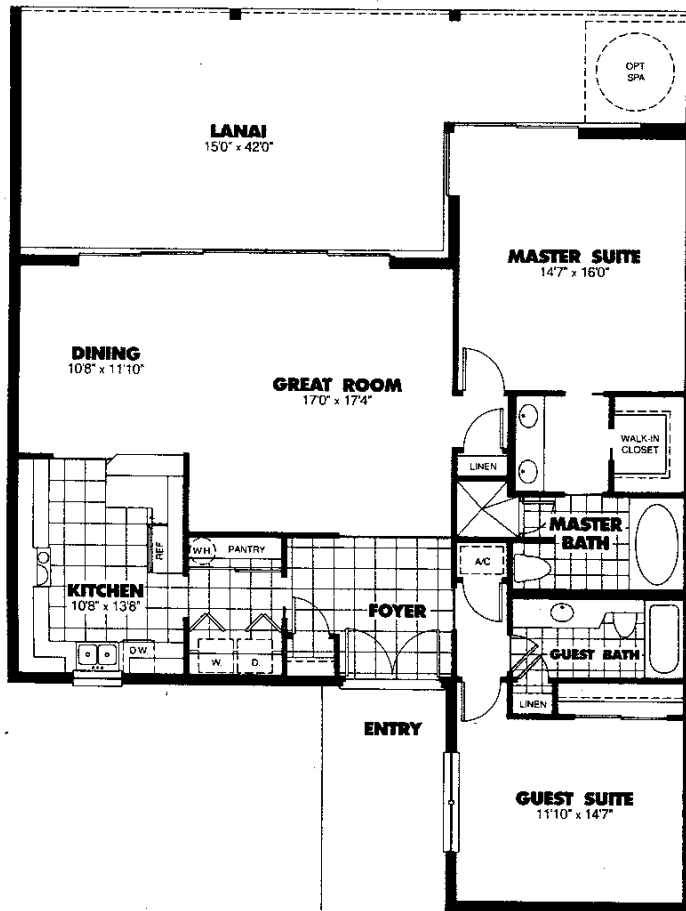 OPT
SPA
LANAI
15'0" x 42'0"
MASTER SUITE
14'7" x 16'0"
DINING
10'8" x 11'10"
GREAT ROOM
17'0" x 17'4"
WALK-IN
CLOSET
LINEN
MASTER
BATH
REF
WH
PANTRY
A/C
KITCHEN
10'8" x 13'8"
FOYER
D.W.
W.
D.
GUEST BATH
LINEN
ENTRY
GUEST SUITE
11'10" x 14'7"